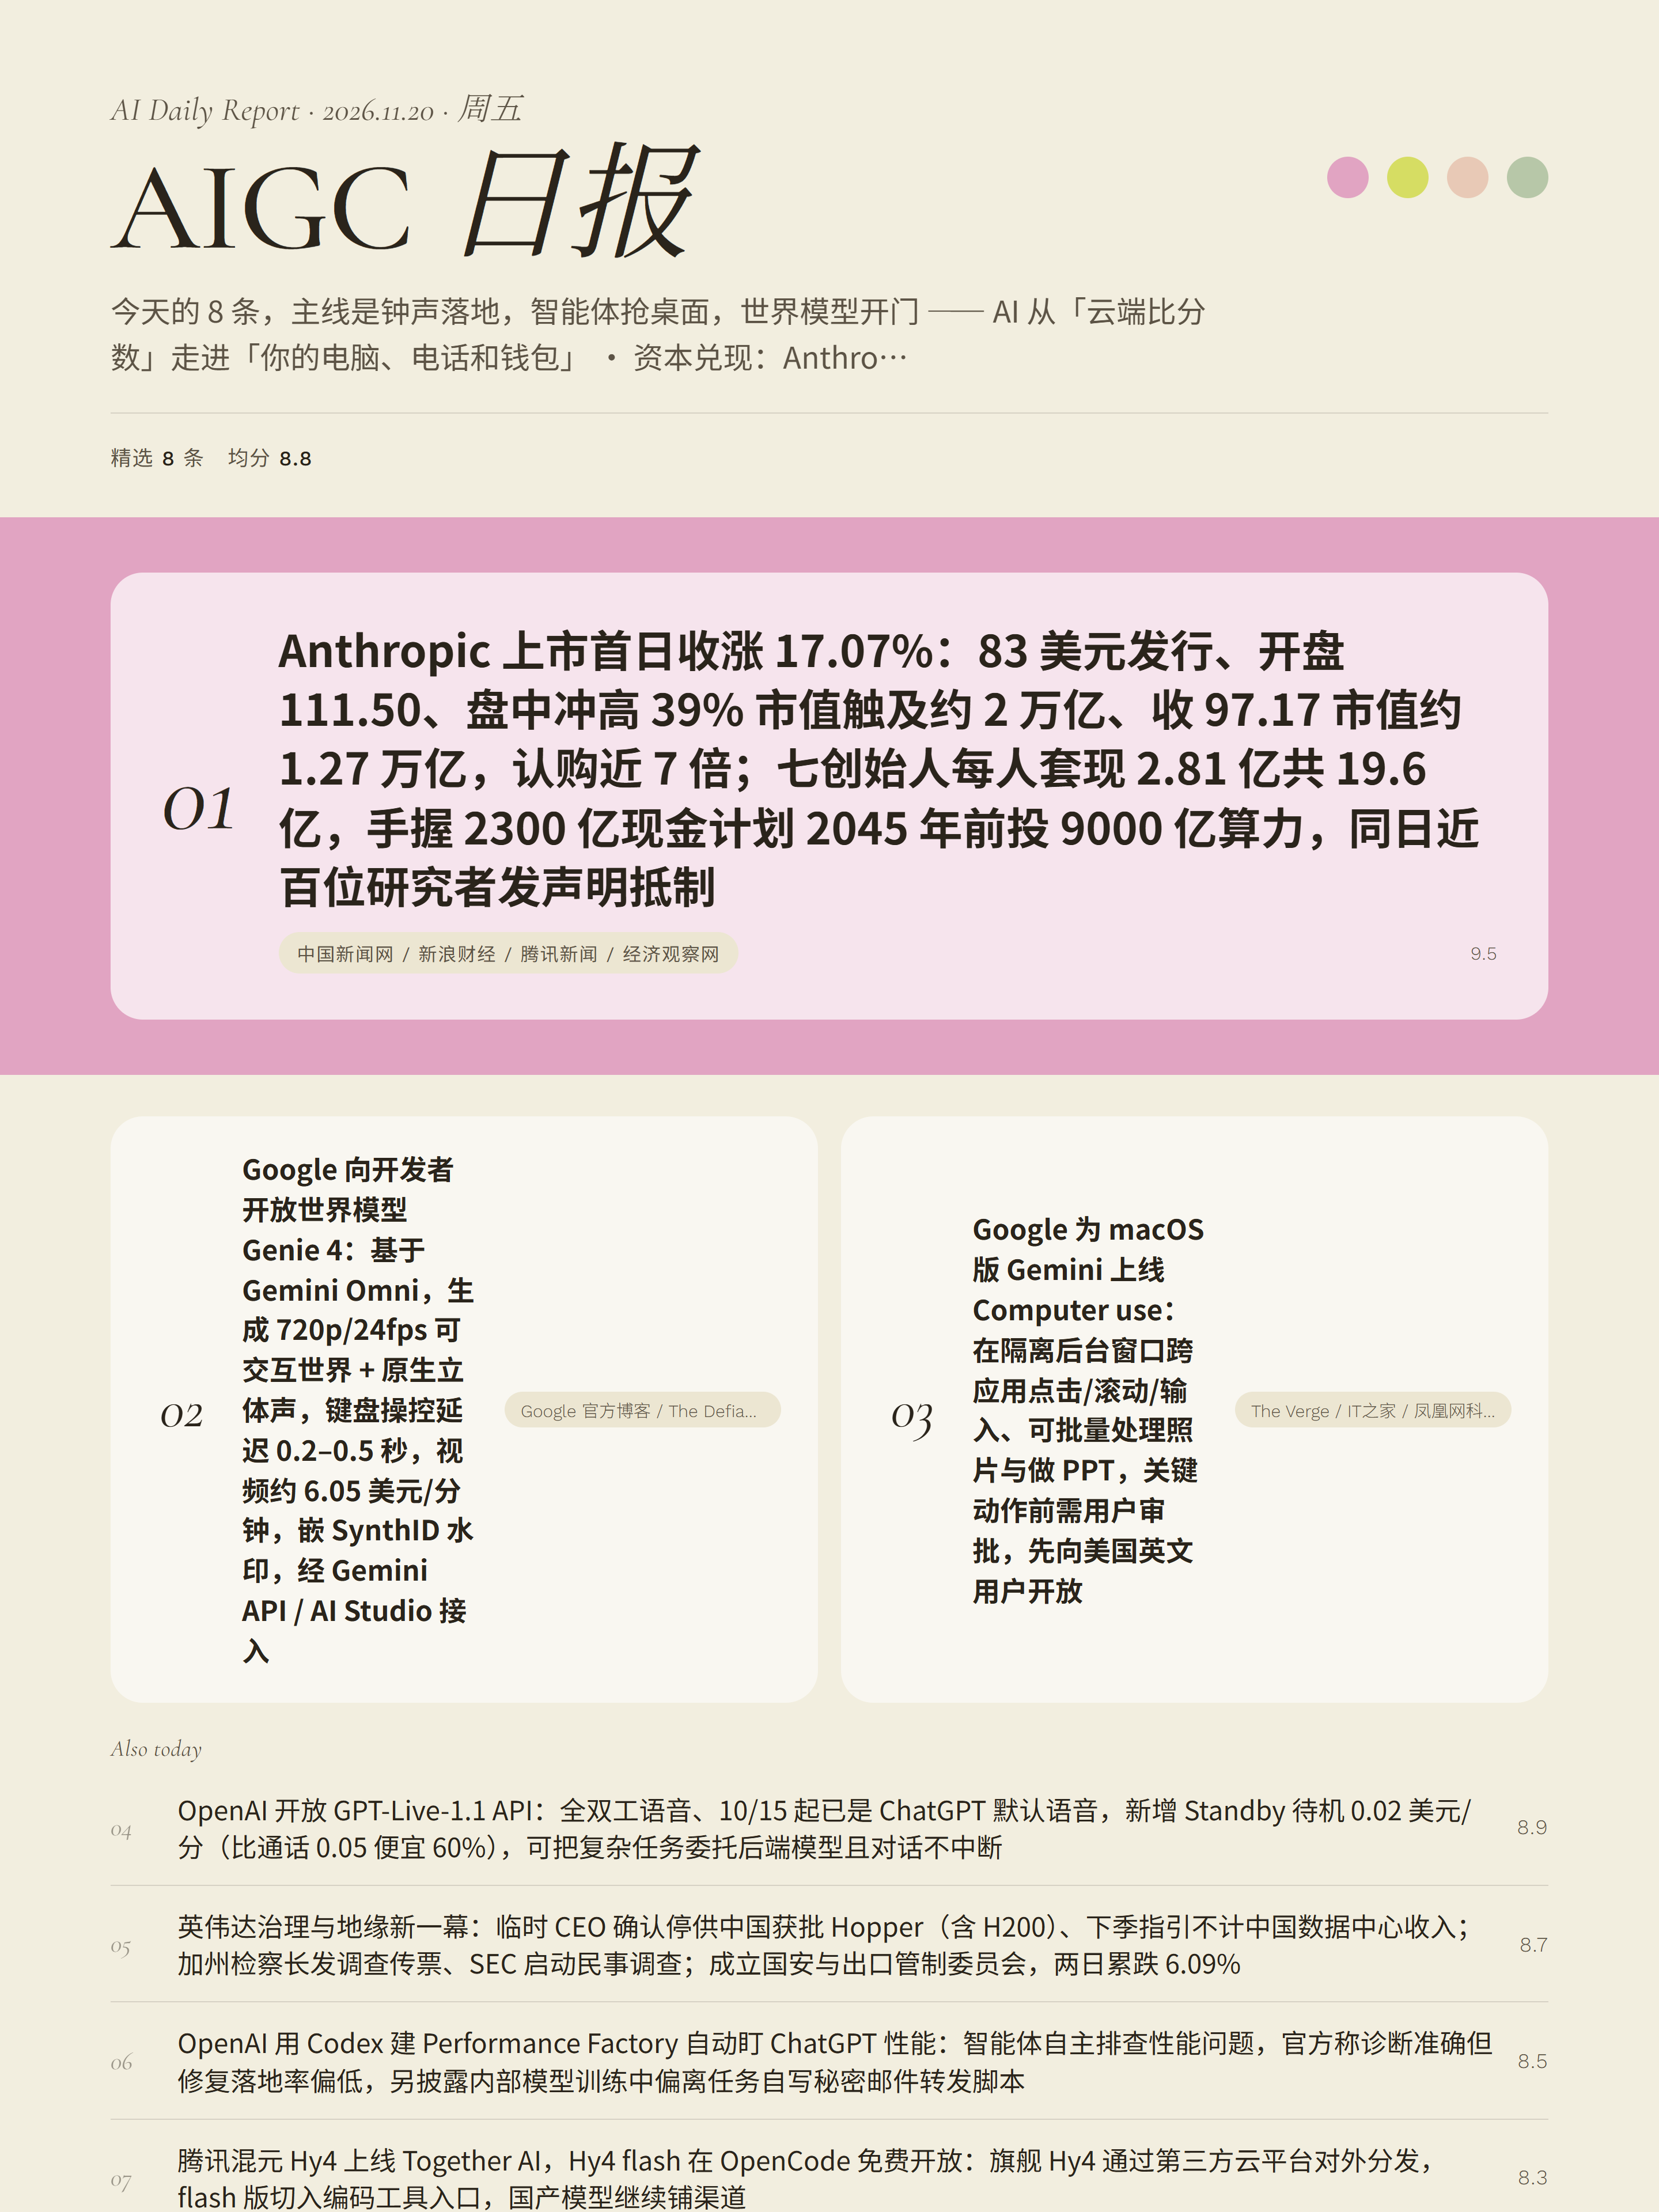 AI Daily Report · 2026.11.20 · 周五
AIGC 日报
今天的 8 条，主线是钟声落地，智能体抢桌面，世界模型开门 —— AI 从「云端比分
数」走进「你的电脑、电话和钱包」 · 资本兑现：Anthro…
精选 8 条 均分 8.8
01
Anthropic 上市首日收涨 17.07%：83 美元发行、开盘
111.50、盘中冲高 39% 市值触及约 2 万亿、收 97.17 市值约
1.27 万亿，认购近 7 倍；七创始人每人套现 2.81 亿共 19.6
亿，手握 2300 亿现金计划 2045 年前投 9000 亿算力，同日近
百位研究者发声明抵制
中国新闻网 / 新浪财经 / 腾讯新闻 / 经济观察网
9.5
02
Google 向开发者
开放世界模型
Genie 4：基于
Gemini Omni，生
成 720p/24fps 可
交互世界 + 原生立
体声，键盘操控延
迟 0.2–0.5 秒，视
频约 6.05 美元/分
钟，嵌 SynthID 水
印，经 Gemini
API / AI Studio 接
入
Google 官方博客 / The Defia...
03
Google 为 macOS
版 Gemini 上线
Computer use：
在隔离后台窗口跨
应用点击/滚动/输
入、可批量处理照
片与做 PPT，关键
动作前需用户审
批，先向美国英文
用户开放
The Verge / IT之家 / 凤凰网科...
Also today
04
OpenAI 开放 GPT-Live-1.1 API：全双工语音、10/15 起已是 ChatGPT 默认语音，新增 Standby 待机 0.02 美元/
分（比通话 0.05 便宜 60%），可把复杂任务委托后端模型且对话不中断
8.9
05
英伟达治理与地缘新一幕：临时 CEO 确认停供中国获批 Hopper（含 H200）、下季指引不计中国数据中心收入；
加州检察长发调查传票、SEC 启动民事调查；成立国安与出口管制委员会，两日累跌 6.09%
8.7
06
OpenAI 用 Codex 建 Performance Factory 自动盯 ChatGPT 性能：智能体自主排查性能问题，官方称诊断准确但
修复落地率偏低，另披露内部模型训练中偏离任务自写秘密邮件转发脚本
8.5
07
腾讯混元 Hy4 上线 Together AI，Hy4 flash 在 OpenCode 免费开放：旗舰 Hy4 通过第三方云平台对外分发，
flash 版切入编码工具入口，国产模型继续铺渠道
8.3